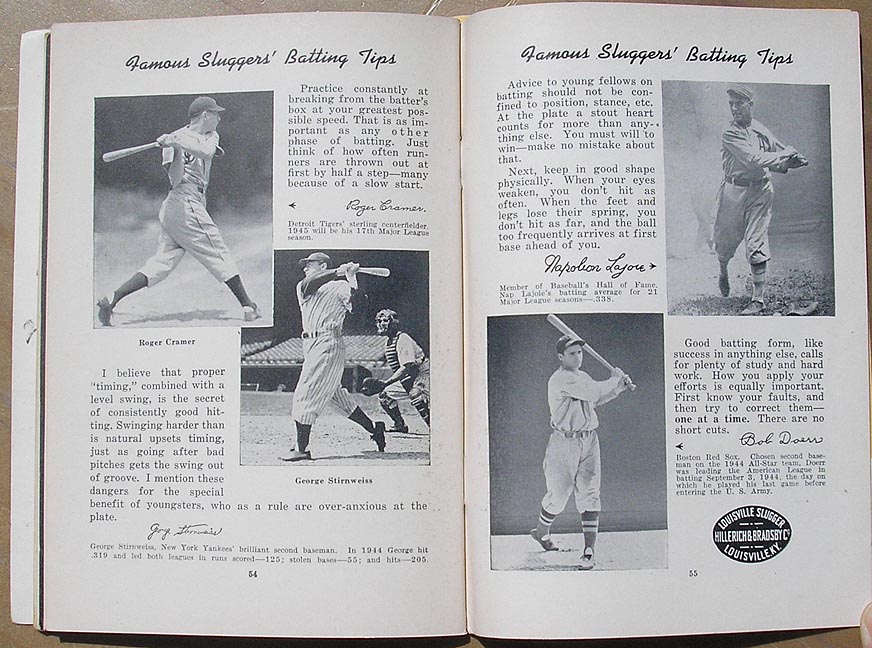 Famous Sluggers' Batting Tips
Practice constantly at
breaking from the batter's
box at your greatest pos-
sible speed. That is as im-
portant as any other
phase of batting. Just
think of how often run-
ners are thrown out at
first by half a step—many
because of a slow start.
Roger Cramer.
Detroit Tigers' sterling centerfielder.
1945 will be his 17th Major League
season.
Roger Cramer
I believe that proper
"timing," combined with a
level swing, is the secret
of consistently good hit-
ting. Swinging harder than
is natural upsets timing,
just as going after bad
pitches gets the swing out
of groove. I mention these
dangers for the special
benefit of youngsters, who as a rule are over-anxious at the
plate.
George Stirnweiss
George Stirnweiss
George Stirnweiss, New York Yankees' brilliant second baseman. In 1944 George hit
.319 and led both leagues in runs scored—125; stolen bases—55; and hits—205.
54
Famous Sluggers' Batting Tips
Advice to young fellows on
batting should not be con-
fined to position, stance, etc.
At the plate a stout heart
counts for more than any-
thing else. You must will to
win—make no mistake about
that.
Next, keep in good shape
physically. When your eyes
weaken, you don't hit as
often. When the feet and
legs lose their spring, you
don't hit as far, and the ball
too frequently arrives at first
base ahead of you.
Napoleon Lajoie
Member of Baseball's Hall of Fame.
Nap Lajoie's batting average for 21
Major League seasons—.338.
Good batting form, like
success in anything else, calls
for plenty of study and hard
work. How you apply your
efforts is equally important.
First know your faults, and
then try to correct them—
one at a time. There are no
short cuts.
Bob Doerr
Boston Red Sox. Chosen second base-
man on the 1944 All-Star team, Doerr
was leading the American League in
batting September 3, 1944, the day on
which he played his last game before
entering the U. S. Army.
LOUISVILLE SLUGGER
HILLERICH & BRADSBY Co
LOUISVILLE, KY.
55